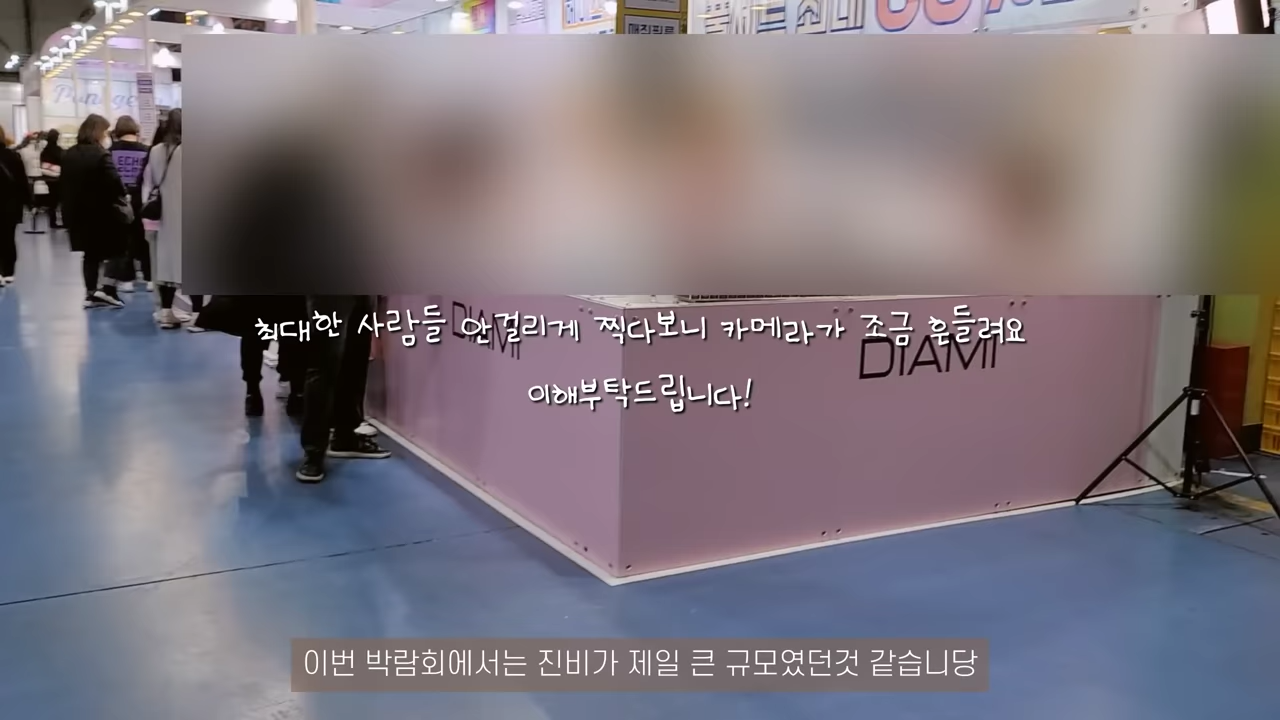 최대한 사람들 안걸리게 찍다보니 카메라가 조금 흔들려요
DIAMI
DIAMI
이해부탁드립니다!
이번 박람회에서는 진비가 제일 큰 규모였던것 같습니당